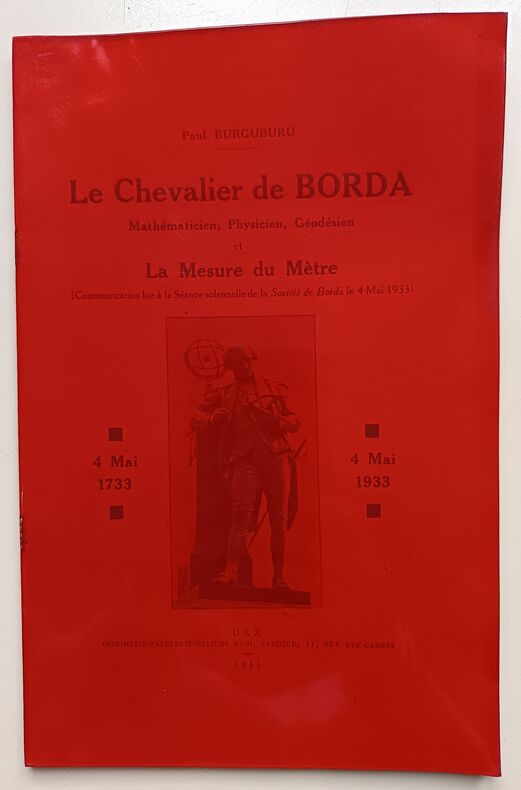 Paul BURGUBURU
Le Chevalier de BORDA
Mathématicien, Physicien, Géodésien
et
La Mesure du Mètre
(Communication lue à la Séance solennelle de la Société de Borda le 4 Mai 1933)
4 Mai
1733
4 Mai
1933
DAX
IMPRIMERIE-PAPETERIE-RELIURE P.-H. LABÈQUE, 11, RUE DES CARMES
1933